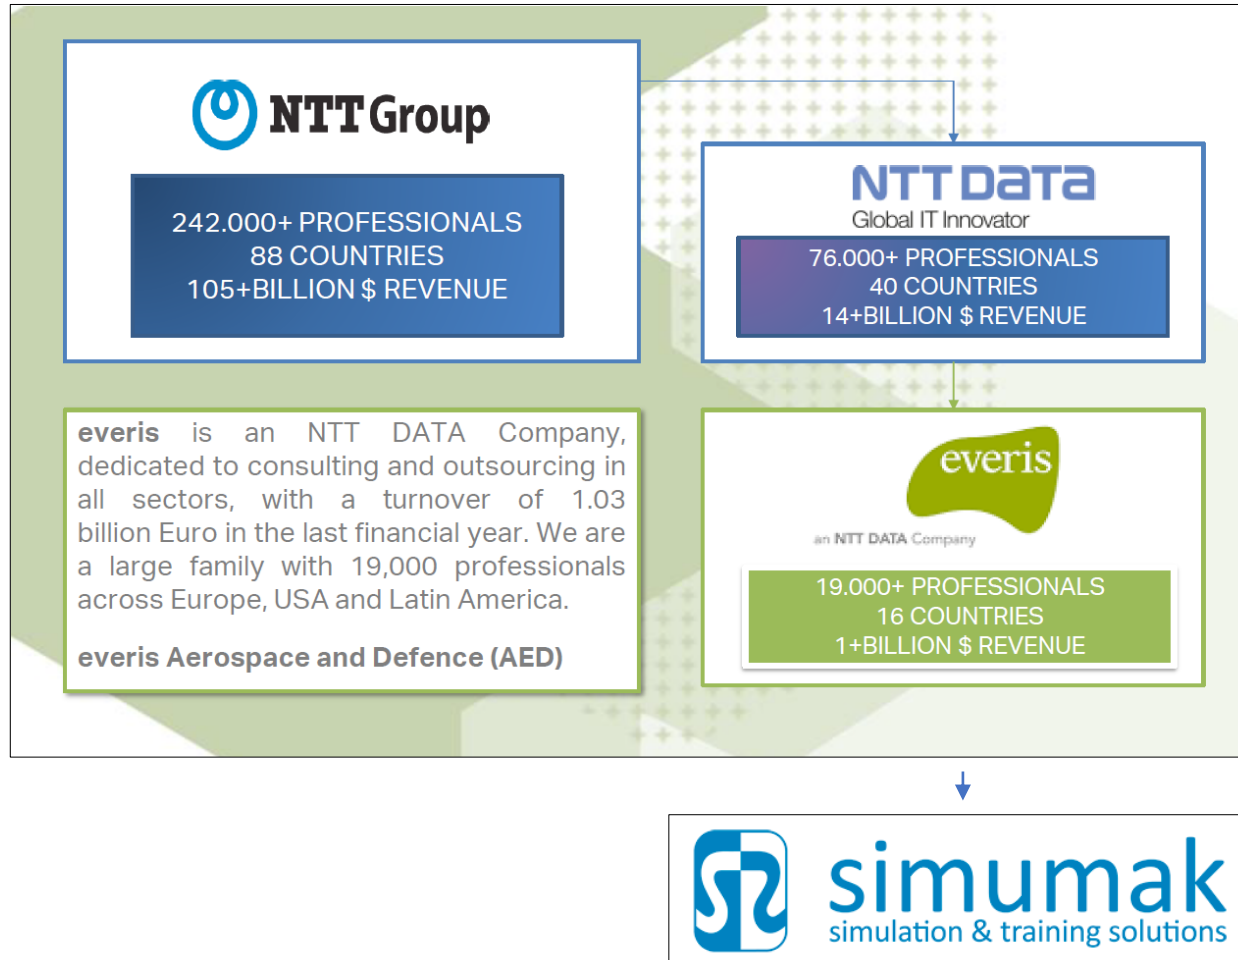 NTT Group
242.000+ PROFESSIONALS
88 COUNTRIES
105+BILLION $ REVENUE
NTT DATA
Global IT Innovator
76.000+ PROFESSIONALS
40 COUNTRIES
14+BILLION $ REVENUE
everis is an NTT DATA Company,
dedicated to consulting and outsourcing in
all sectors, with a turnover of 1.03
billion Euro in the last financial year. We are
a large family with 19,000 professionals
across Europe, USA and Latin America.
everis Aerospace and Defence (AED)
everis
an NTT DATA Company
19.000+ PROFESSIONALS
16 COUNTRIES
1+BILLION $ REVENUE
simumak
simulation & training solutions